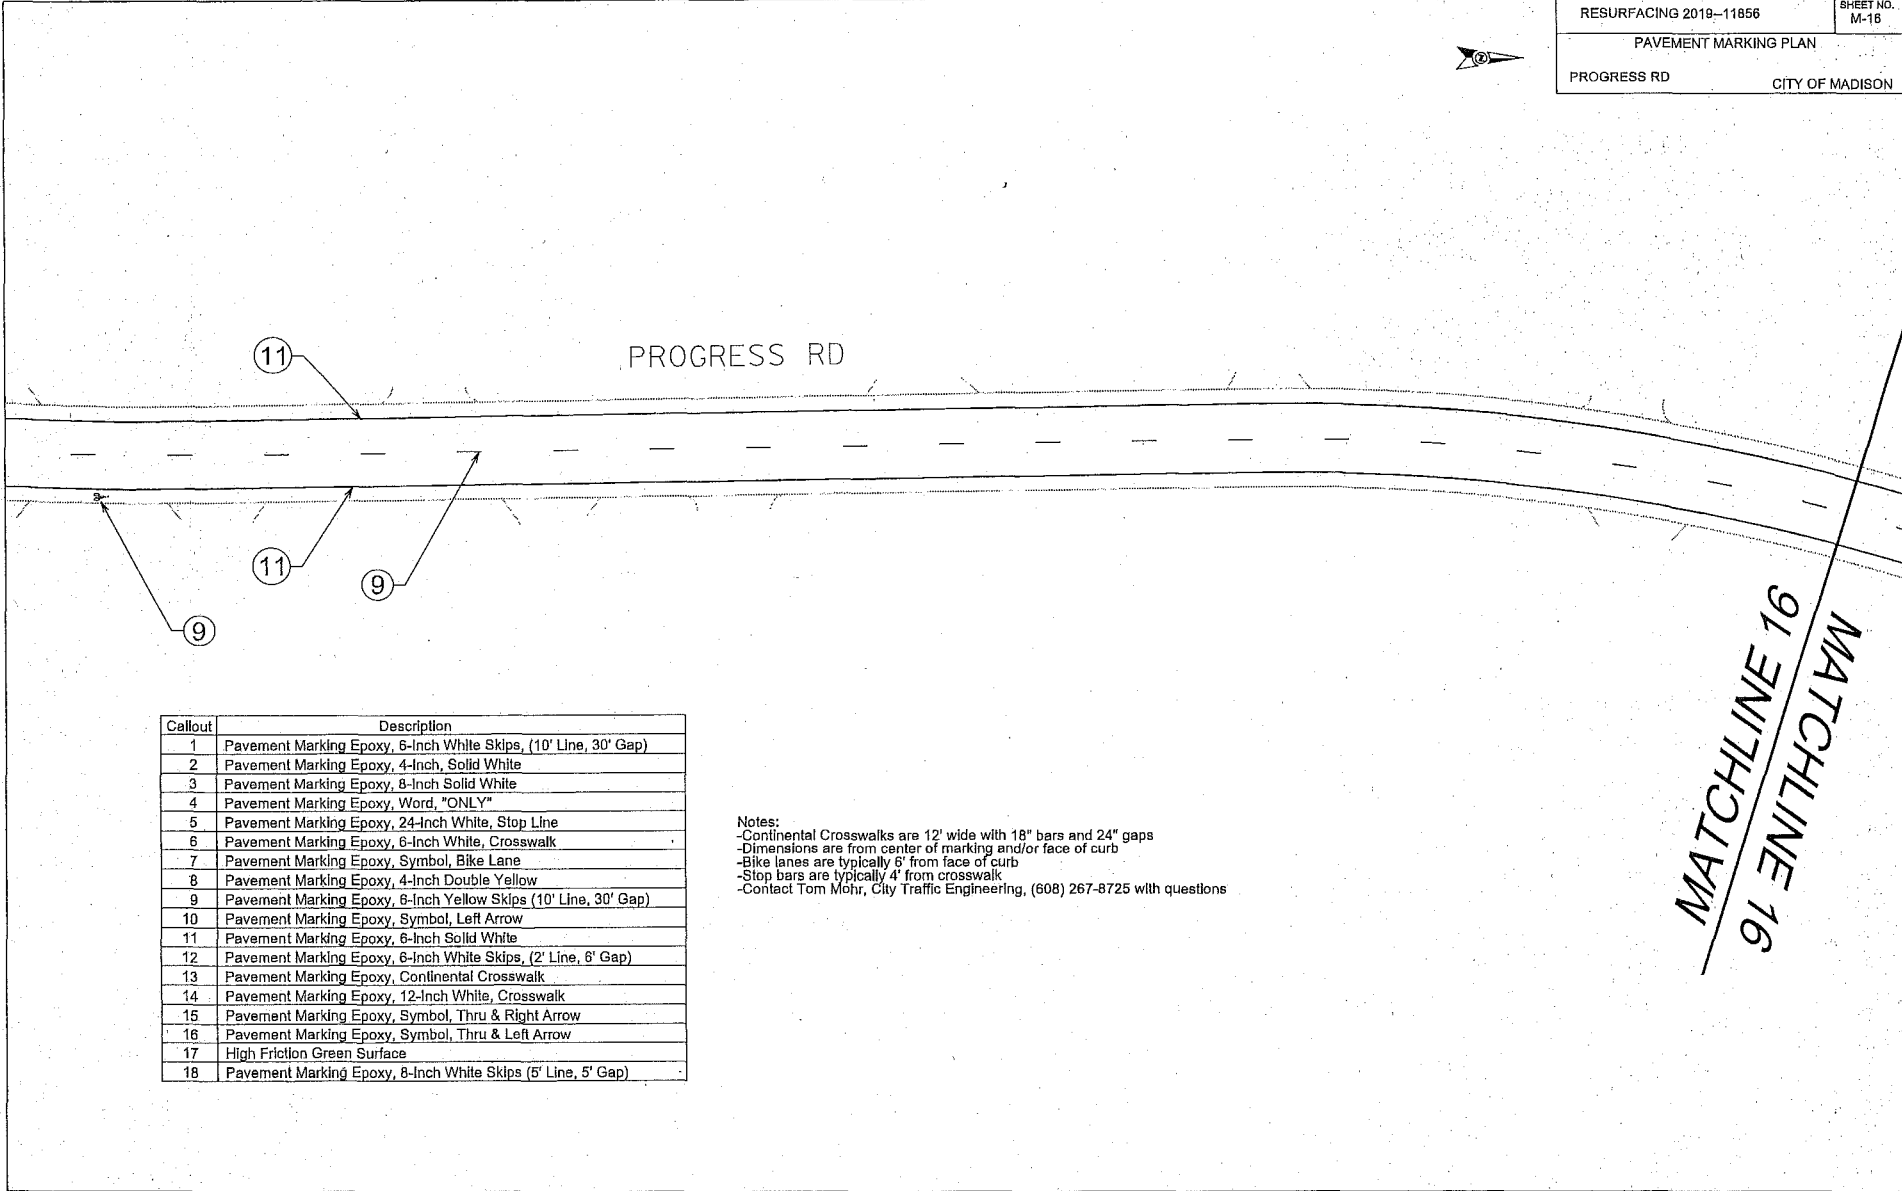 RESURFACING 2019–11856
SHEET NO.
M-16
PAVEMENT MARKING PLAN
PROGRESS RD
CITY OF MADISON
PROGRESS RD
11
11
9
9
MATCHLINE 16
MATCHLINE 16
Callout Description
1 Pavement Marking Epoxy, 6-Inch White Skips, (10' Line, 30' Gap)
2 Pavement Marking Epoxy, 4-Inch, Solid White
3 Pavement Marking Epoxy, 8-Inch Solid White
4 Pavement Marking Epoxy, Word, "ONLY"
5 Pavement Marking Epoxy, 24-Inch White, Stop Line
6 Pavement Marking Epoxy, 6-Inch White, Crosswalk
7 Pavement Marking Epoxy, Symbol, Bike Lane
8 Pavement Marking Epoxy, 4-Inch Double Yellow
9 Pavement Marking Epoxy, 6-Inch Yellow Skips (10' Line, 30' Gap)
10 Pavement Marking Epoxy, Symbol, Left Arrow
11 Pavement Marking Epoxy, 6-Inch Solid White
12 Pavement Marking Epoxy, 6-Inch White Skips, (2' Line, 6' Gap)
13 Pavement Marking Epoxy, Continental Crosswalk
14 Pavement Marking Epoxy, 12-Inch White, Crosswalk
15 Pavement Marking Epoxy, Symbol, Thru & Right Arrow
16 Pavement Marking Epoxy, Symbol, Thru & Left Arrow
17 High Friction Green Surface
18 Pavement Marking Epoxy, 8-Inch White Skips (5' Line, 5' Gap)
Notes:
-Continental Crosswalks are 12' wide with 18" bars and 24" gaps
-Dimensions are from center of marking and/or face of curb
-Bike lanes are typically 6' from face of curb
-Stop bars are typically 4' from crosswalk
-Contact Tom Mohr, City Traffic Engineering, (608) 267-8725 with questions